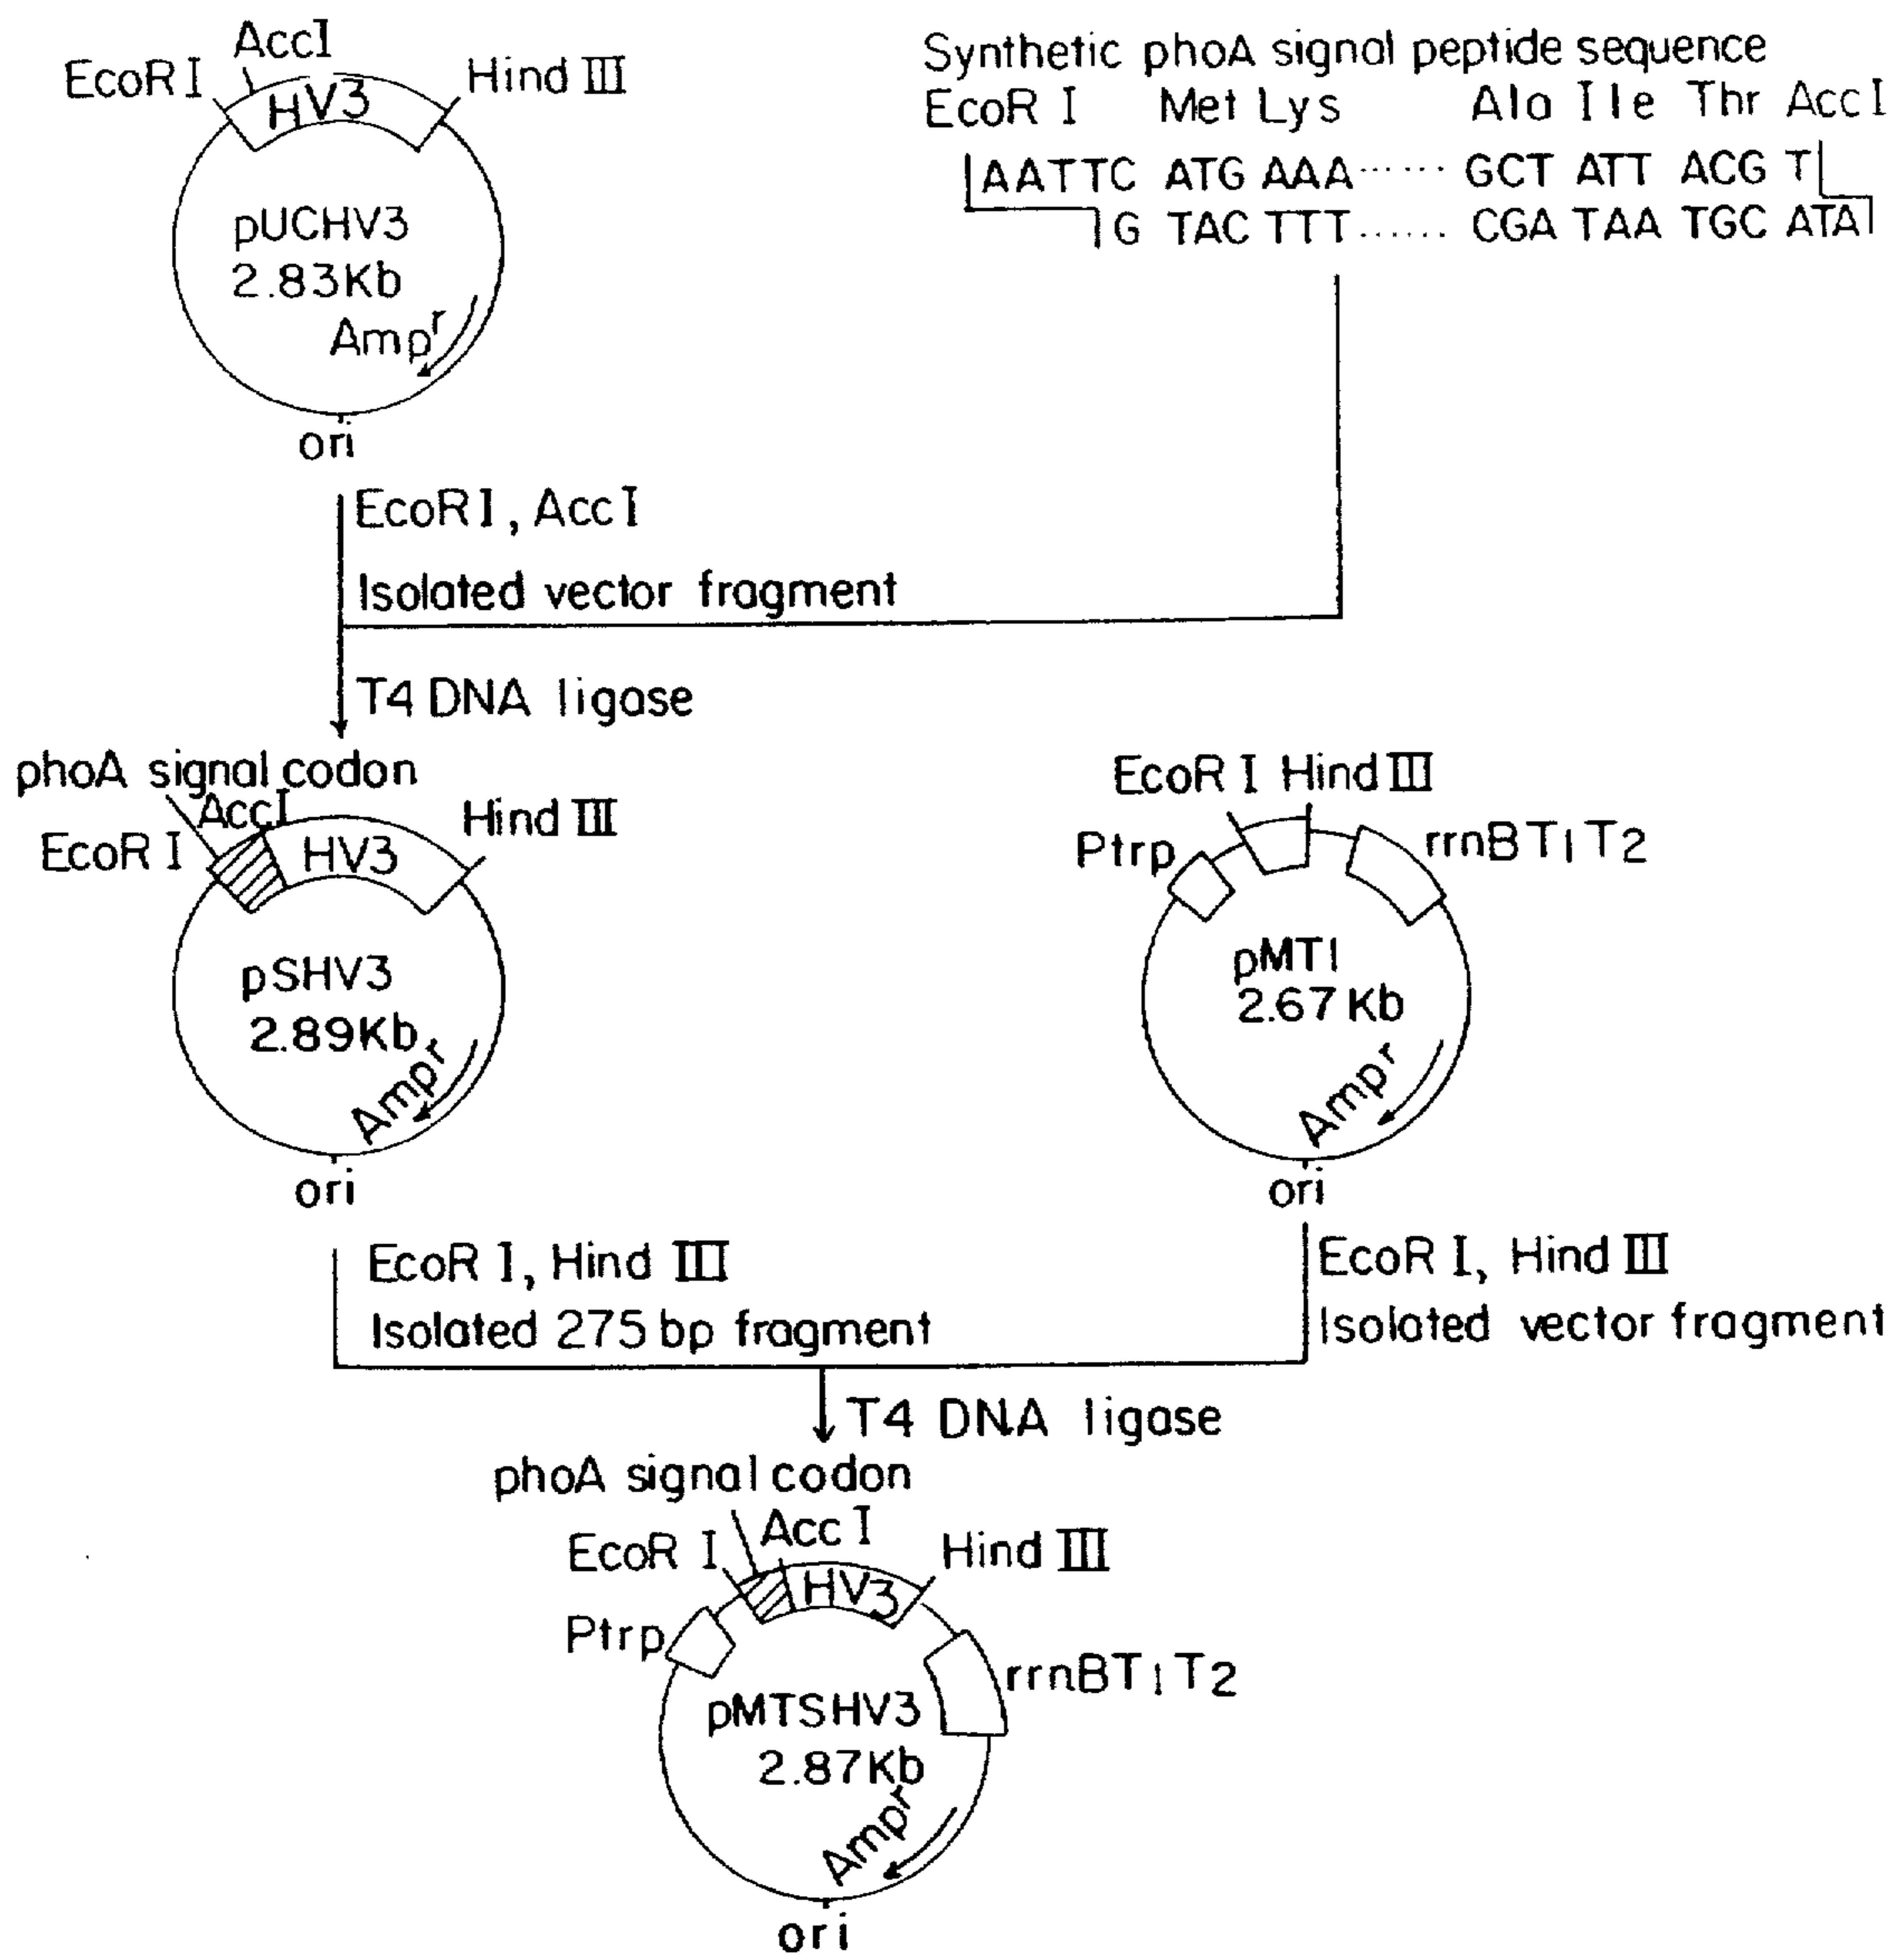 AccI
EcoR I
Hind III
HV3
pUCHV3
2.83Kb
Ampr
ori
Synthetic phoA signal peptide sequence
EcoR I Met Lys Ala Ile Thr Acc I
AATTC ATG AAA ...... GCT ATT ACG T
G TAC TTT ...... CGA TAA TGC ATA
EcoR I, Acc I
Isolated vector fragment
T4 DNA ligase
phoA signal codon
AccI
Hind III
EcoR I
HV3
pSHV3
2.89Kb
Ampr
ori
EcoR I Hind III
Ptrp
rrnBT1T2
pMT1
2.67Kb
Ampr
ori
EcoR I, Hind III
Isolated 275 bp fragment
EcoR I, Hind III
Isolated vector fragment
T4 DNA ligase
phoA signal codon
Acc I
EcoR I
Hind III
HV3
Ptrp
rrnBT1T2
pMTSHV3
2.87Kb
Ampr
ori